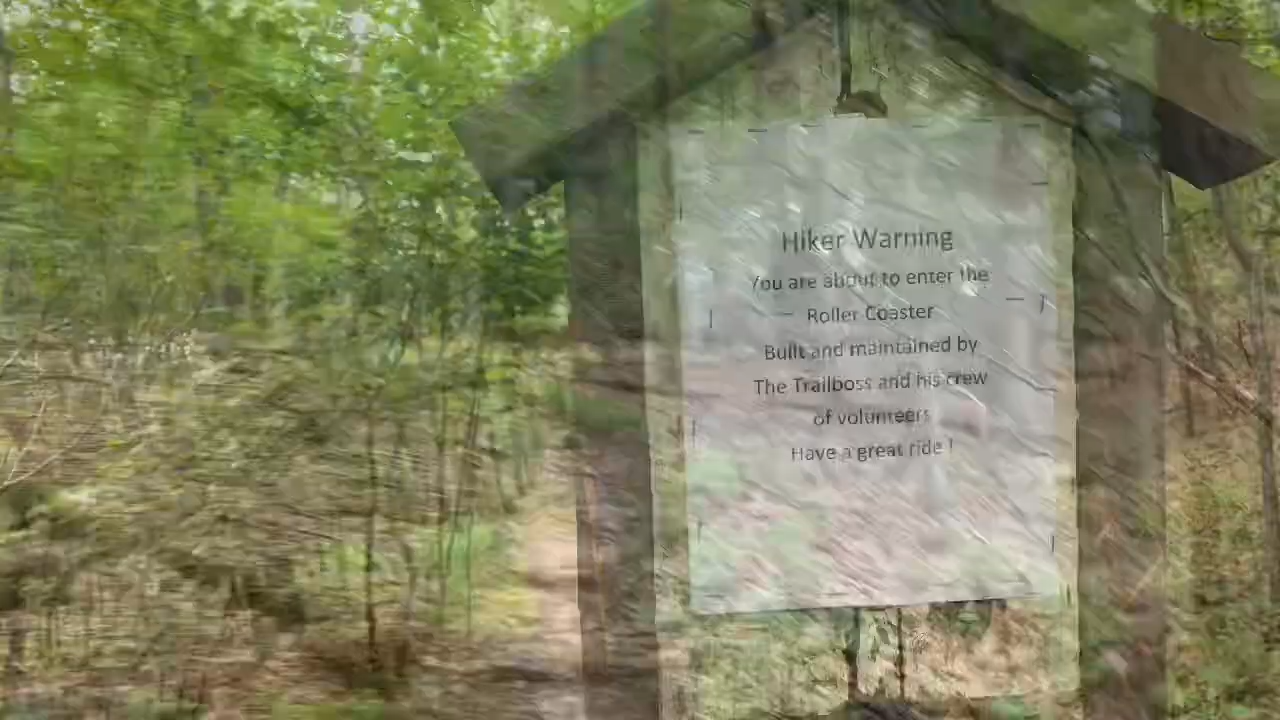 Hiker Warning
You are about to enter the
Roller Coaster
Built and maintained by
The Trailboss and his crew
of volunteers
Have a great ride !